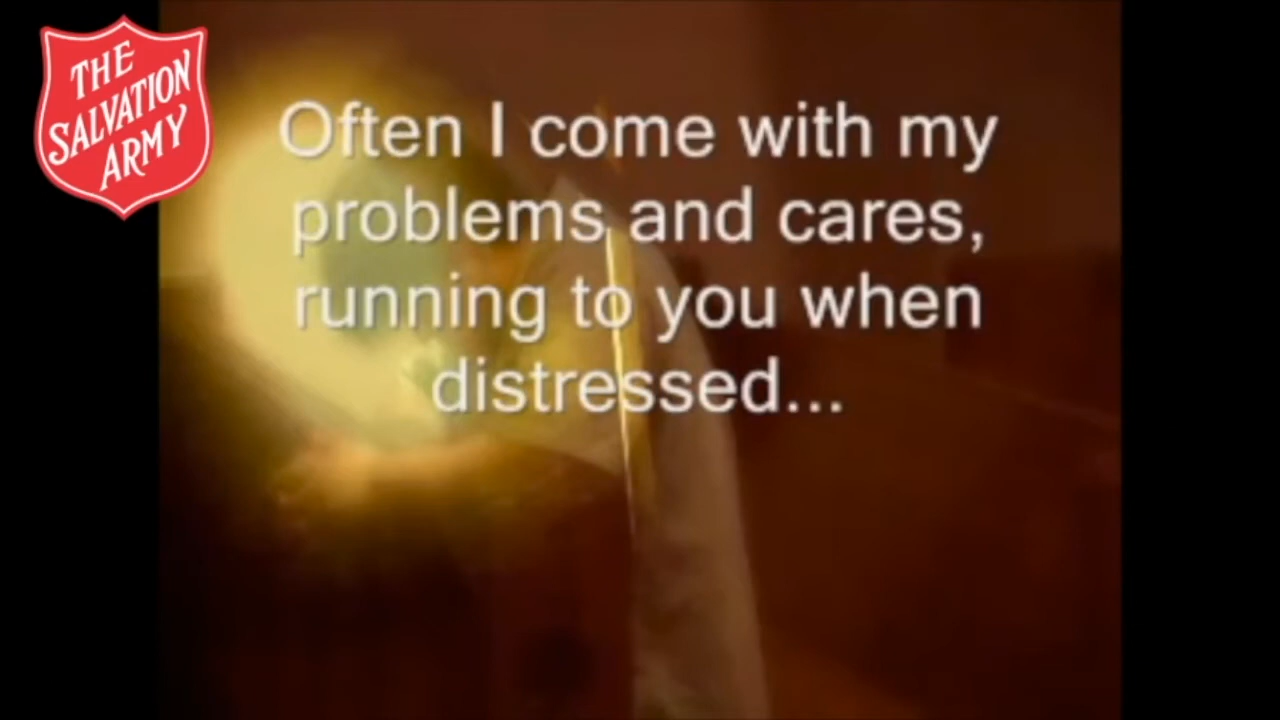 THE
SALVATION
ARMY
Often I come with my
problems and cares,
running to you when
distressed...